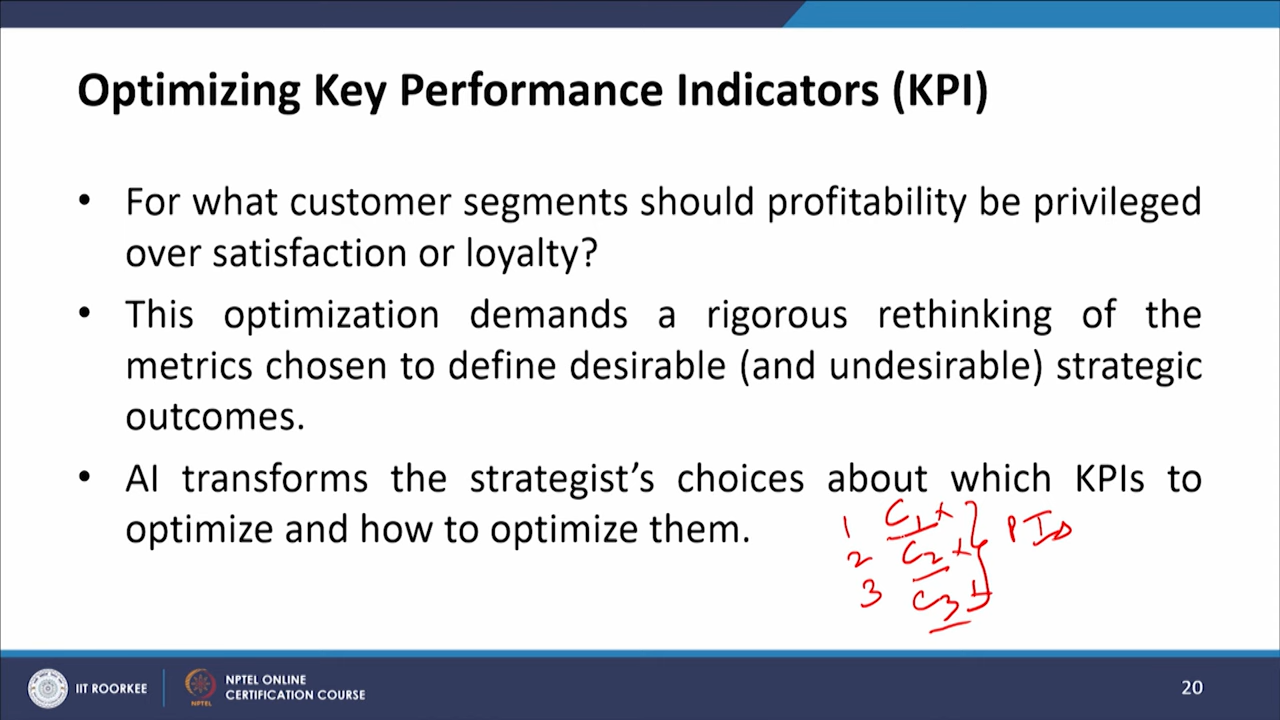 Optimizing Key Performance Indicators (KPI)
• For what customer segments should profitability be privileged
over satisfaction or loyalty?
• This optimization demands a rigorous rethinking of the
metrics chosen to define desirable (and undesirable) strategic
outcomes.
• AI transforms the strategist's choices about which KPIs to
optimize and how to optimize them.
1 C1 x
2 C2 x
3 C3
IIT ROORKEE
NPTEL ONLINE
CERTIFICATION COURSE
20